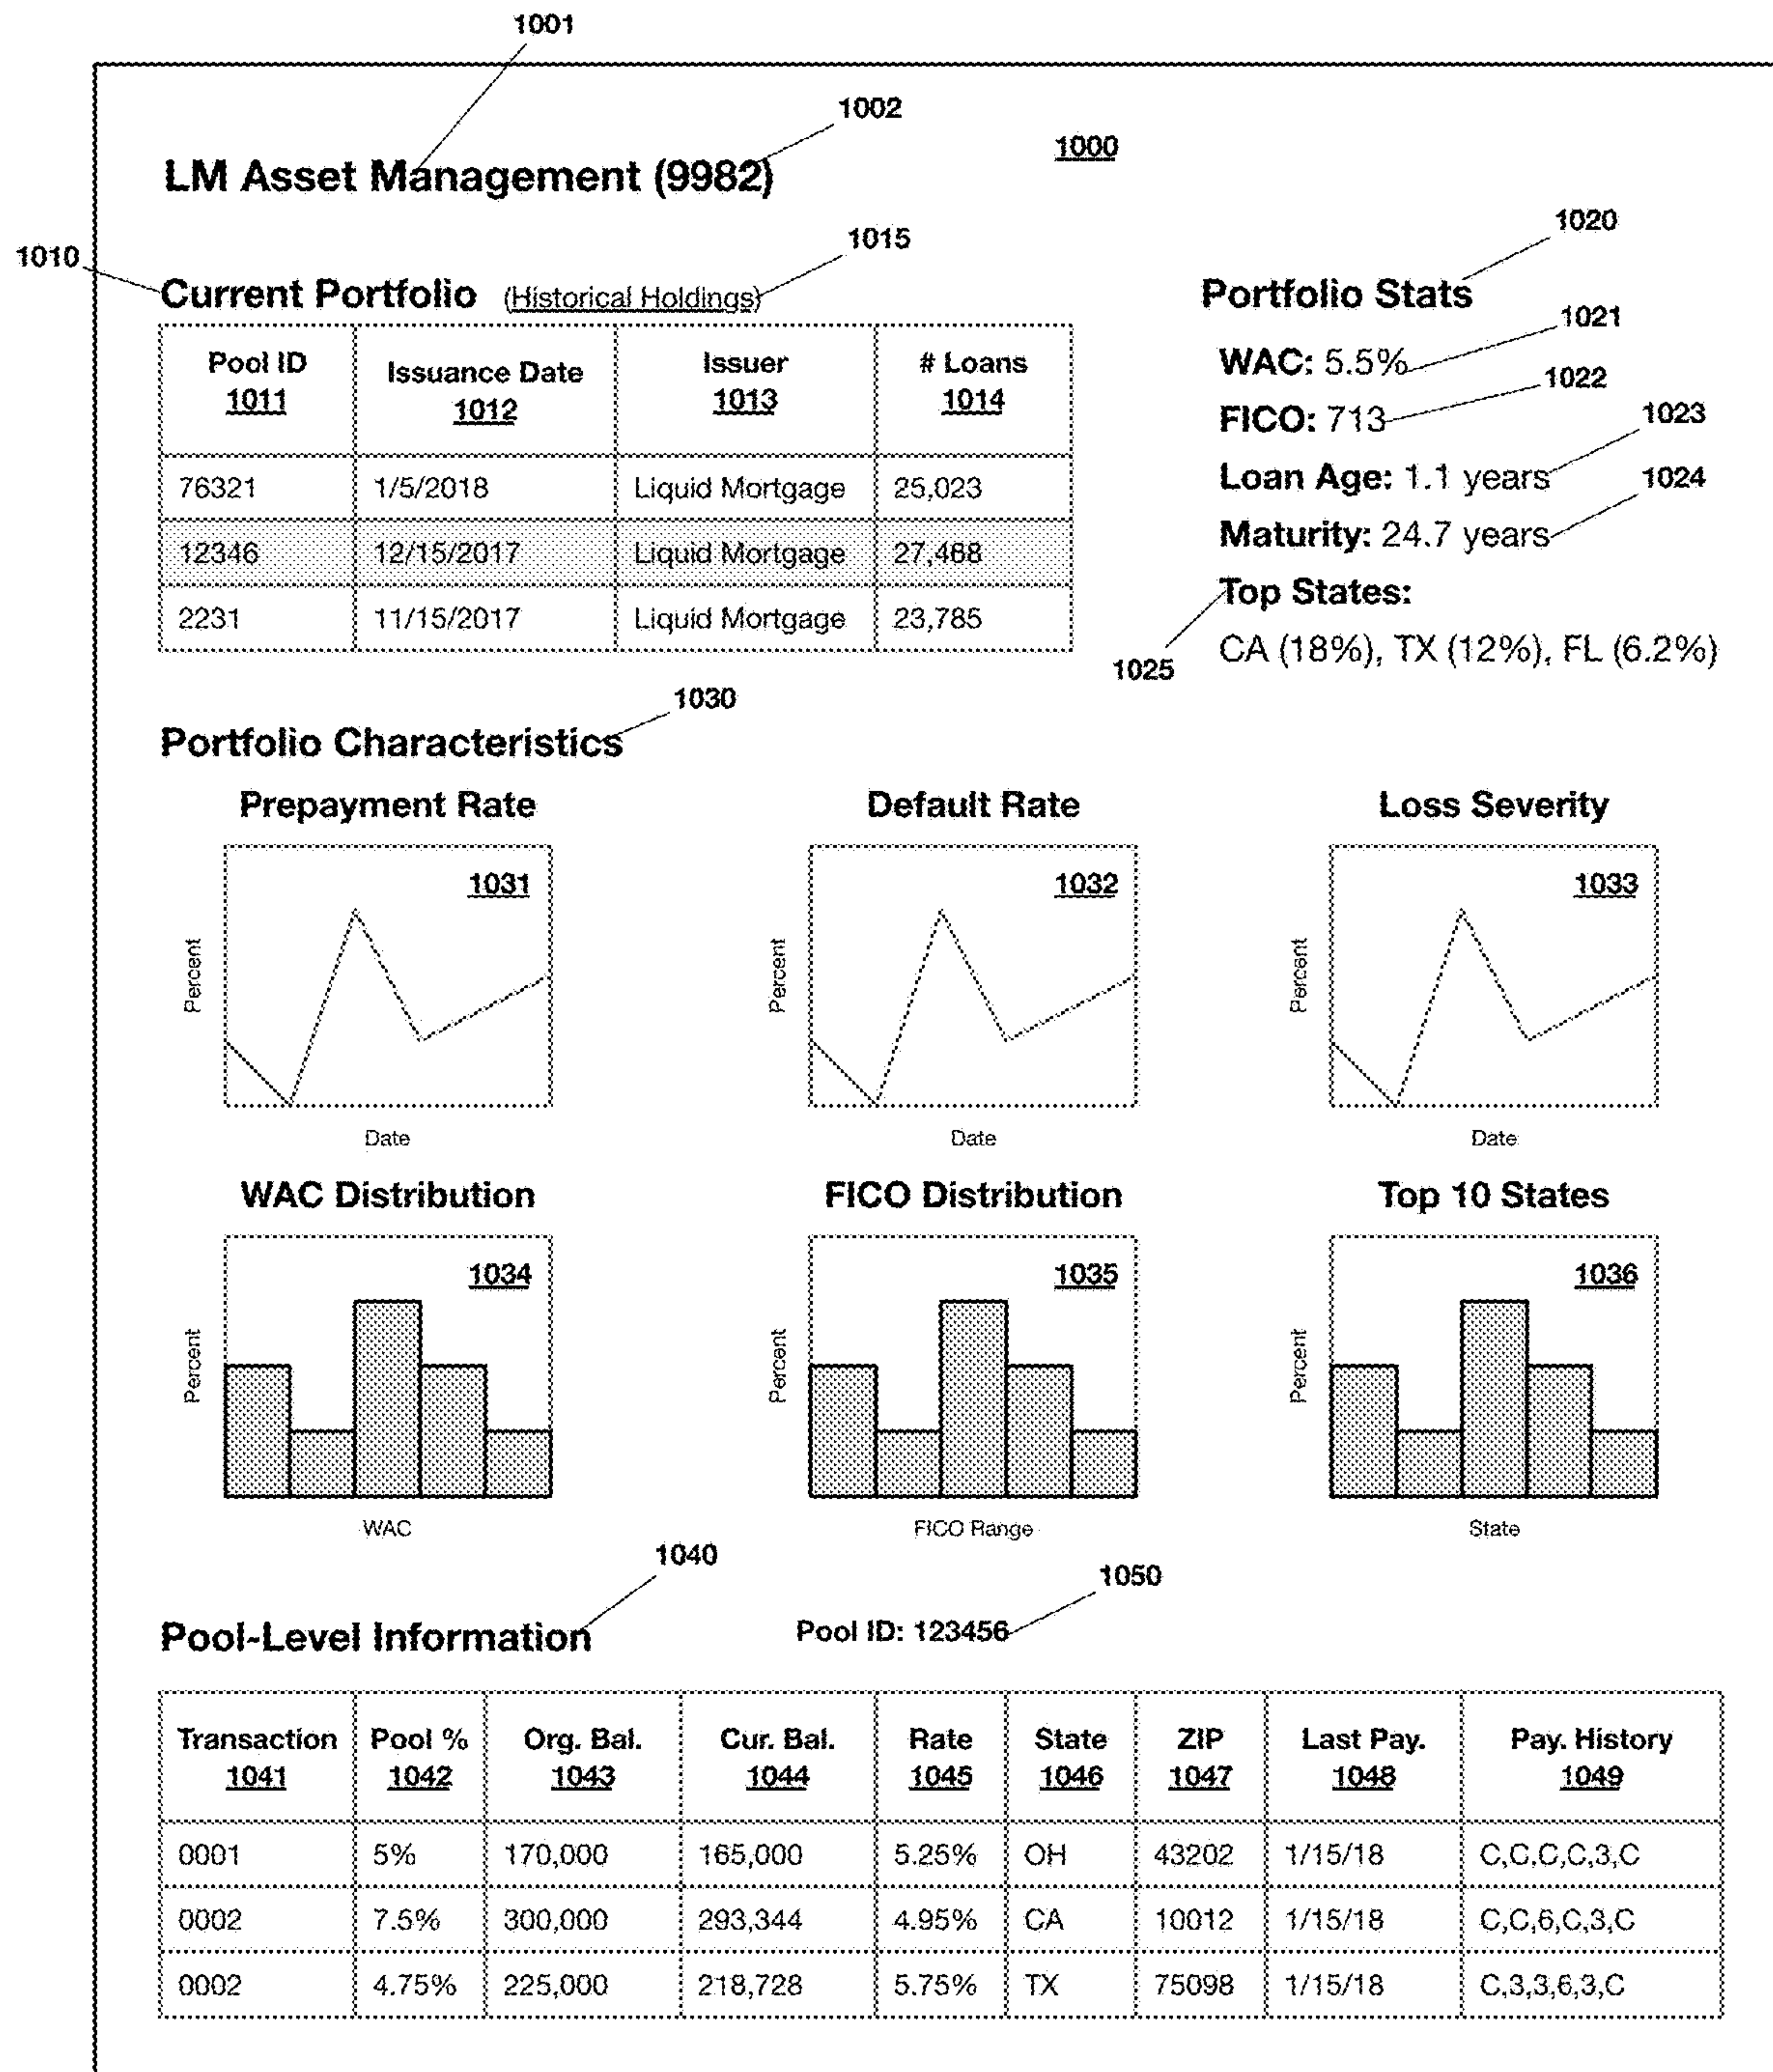 1001
1002
1000
LM Asset Management (9982)
1010
1015
1020
Current Portfolio (Historical Holdings)
Portfolio Stats
Pool ID 1011 Issuance Date 1012 Issuer 1013 # Loans 1014
76321 1/5/2018 Liquid Mortgage 25,023
12346 12/15/2017 Liquid Mortgage 27,468
2231 11/15/2017 Liquid Mortgage 23,785
WAC: 5.5% 1021
FICO: 713 1022
Loan Age: 1.1 years 1023
Maturity: 24.7 years 1024
Top States:
CA (18%), TX (12%), FL (6.2%)
1025
1030
Portfolio Characteristics
Prepayment Rate Default Rate Loss Severity
1031 1032 1033
Percent Percent Percent
Date Date Date
WAC Distribution FICO Distribution Top 10 States
1034 1035 1036
Percent Percent Percent
WAC FICO Range State
1040
1050
Pool-Level Information Pool ID: 123456
Transaction Pool % Org. Bal. Cur. Bal. Rate State ZIP Last Pay. Pay. History
1041 1042 1043 1044 1045 1046 1047 1048 1049
0001 5% 170,000 165,000 5.25% OH 43202 1/15/18 C,C,C,C,3,C
0002 7.5% 300,000 293,344 4.95% CA 10012 1/15/18 C,C,6,C,3,C
0002 4.75% 225,000 218,728 5.75% TX 75098 1/15/18 C,3,3,6,3,C